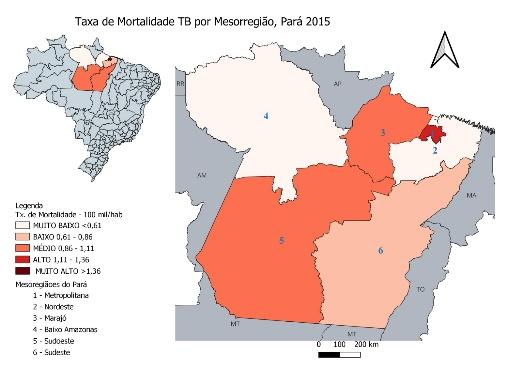 Taxa de Mortalidade TB por Mesorregião, Pará 2015
RR
AP
4
3
2
AM
MA
5
6
TO
MT
MT
0 100 200 km
Legenda
Tx. de Mortalidade - 100 mil/hab
MUITO BAIXO <0,61
BAIXO 0,61 - 0,86
MÉDIO 0,86 - 1,11
ALTO 1,11 - 1,36
MUITO ALTO >1.36
Mesoregiãoes do Pará
1 - Metropolitana
2 - Nordeste
3 - Marajó
4 - Baixo Amazonas
5 - Sudoeste
6 - Sudeste